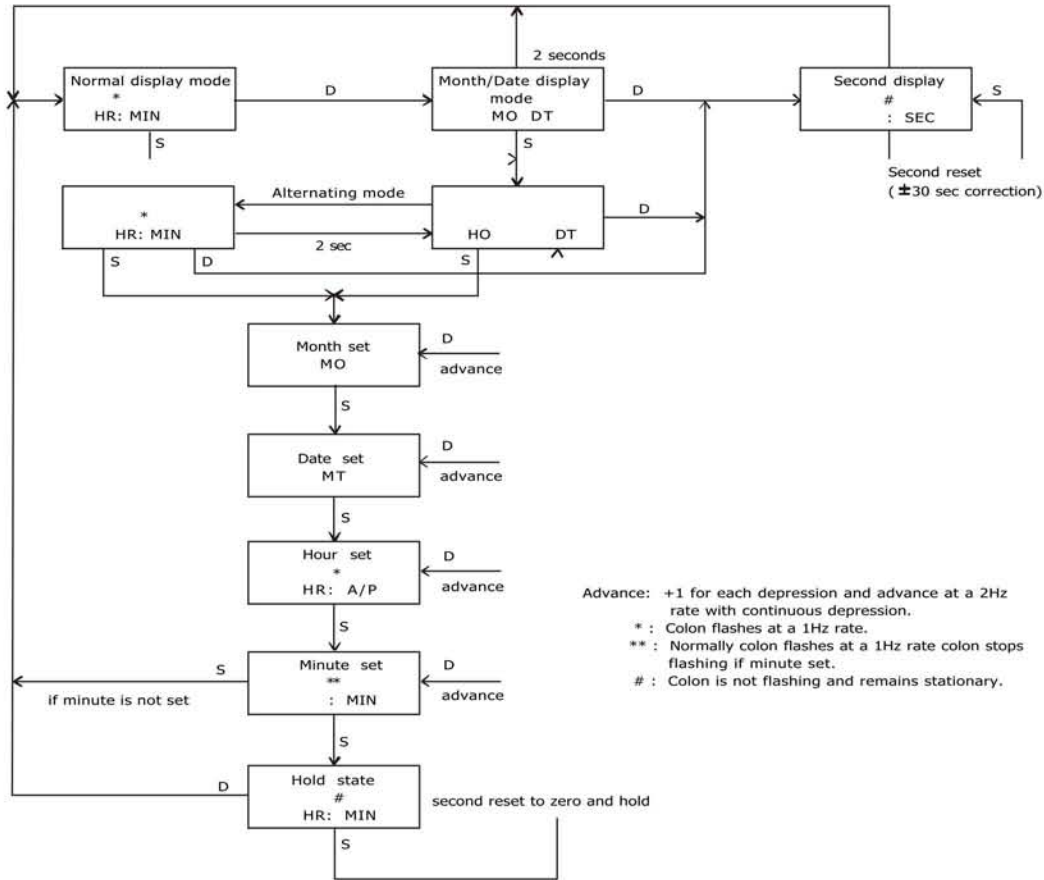 2 seconds
Normal display mode
*
HR: MIN
D
Month/Date display
mode
MO DT
D
Second display
#
: SEC
S
S
S
Second reset
(±30 sec correction)
*
HR: MIN
Alternating mode
2 sec
HO DT
D
S
D
S
Month set
MO
D
advance
S
Date set
MT
D
advance
S
Hour set
*
HR: A/P
D
advance
S
Advance: +1 for each depression and advance at a 2Hz
rate with continuous depression.
* : Colon flashes at a 1Hz rate.
** : Normally colon flashes at a 1Hz rate colon stops
flashing if minute set.
# : Colon is not flashing and remains stationary.
S
if minute is not set
Minute set
**
: MIN
D
advance
S
D
Hold state
#
HR: MIN
second reset to zero and hold
S